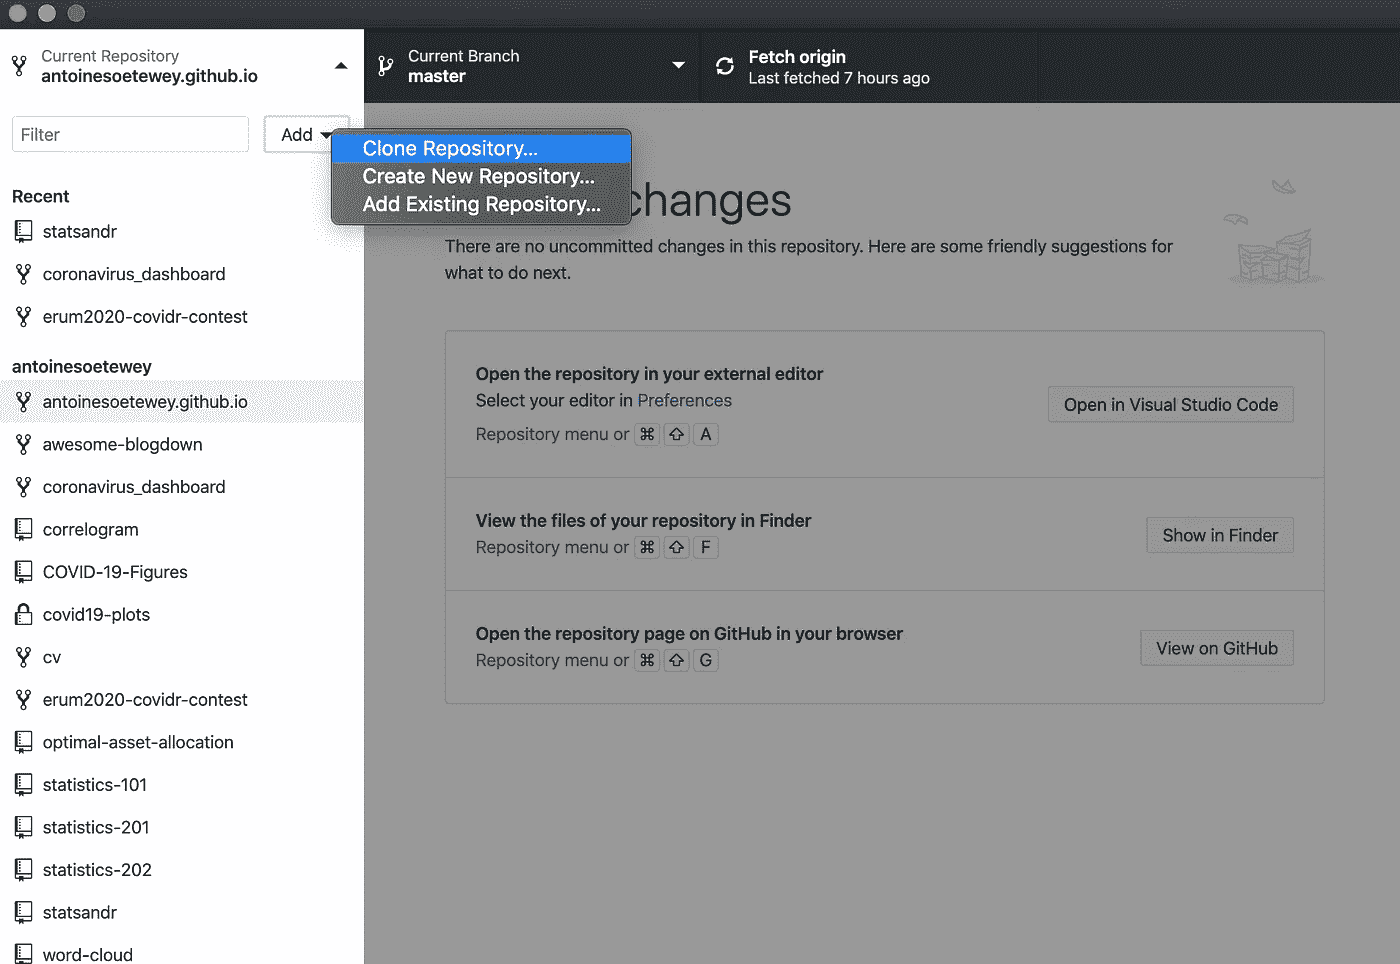 Current Repository
antoinesoetewey.github.io
Current Branch
master
Fetch origin
Last fetched 7 hours ago
Filter
Add
Clone Repository...
Create New Repository...
Add Existing Repository...
changes
There are no uncommitted changes in this repository. Here are some friendly suggestions for
what to do next.
Recent
statsandr
coronavirus_dashboard
erum2020-covidr-contest
antoinesoetewey
antoinesoetewey.github.io
awesome-blogdown
coronavirus_dashboard
correlogram
COVID-19-Figures
covid19-plots
cv
erum2020-covidr-contest
optimal-asset-allocation
statistics-101
statistics-201
statistics-202
statsandr
word-cloud
Open the repository in your external editor
Select your editor in Preferences
Repository menu or ⌘ ⇧ A
Open in Visual Studio Code
View the files of your repository in Finder
Repository menu or ⌘ ⇧ F
Show in Finder
Open the repository page on GitHub in your browser
Repository menu or ⌘ ⇧ G
View on GitHub